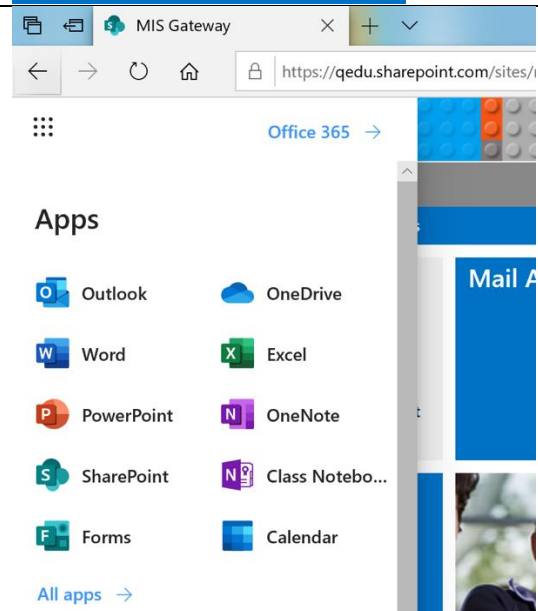 MIS Gateway
https://qedu.sharepoint.com/sites/
Office 365
Apps
Mail A
Outlook
OneDrive
Word
Excel
PowerPoint
OneNote
SharePoint
Class Notebo...
Forms
Calendar
All apps